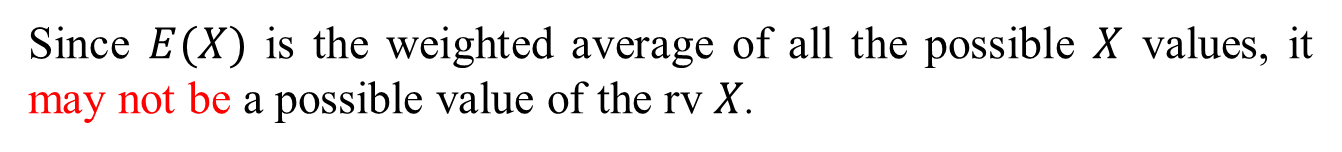 Since E(X) is the weighted average of all the possible X values, it
may not be a possible value of the rv X.